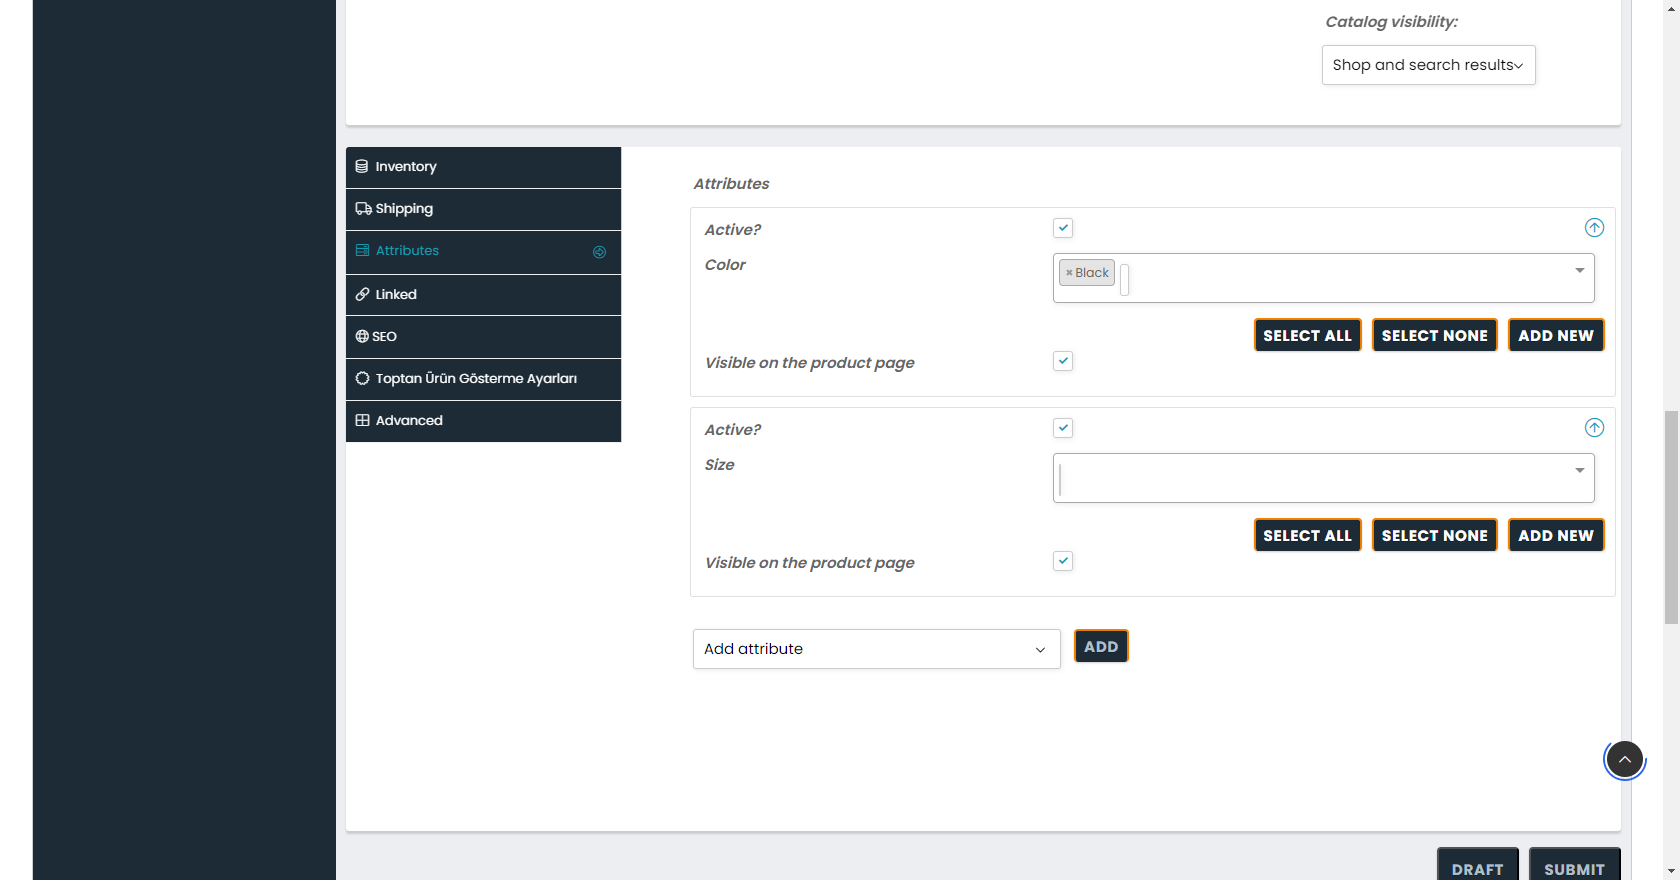 Catalog visibility:
Shop and search results
Inventory
Shipping
Attributes
Linked
SEO
Toptan Ürün Gösterme Ayarları
Advanced
Attributes
Active?
Color
×Black
SELECT ALL SELECT NONE ADD NEW
Visible on the product page
Active?
Size
SELECT ALL SELECT NONE ADD NEW
Visible on the product page
Add attribute ADD
DRAFT SUBMIT